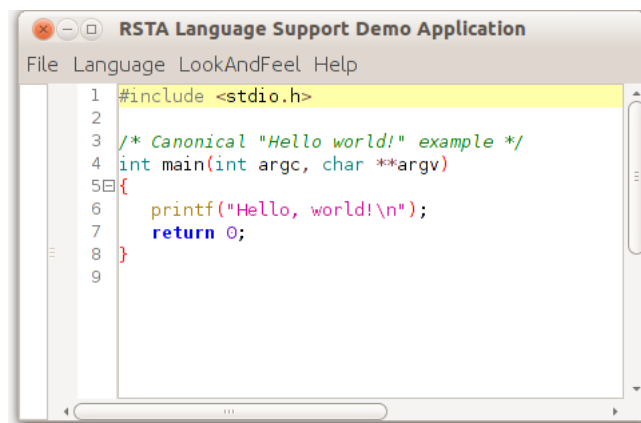 RSTA Language Support Demo Application
File Language LookAndFeel Help
1 #include <stdio.h>
2
3 /* Canonical "Hello world!" example */
4 int main(int argc, char **argv)
5 {
6    printf("Hello, world!\n");
7    return 0;
8 }
9